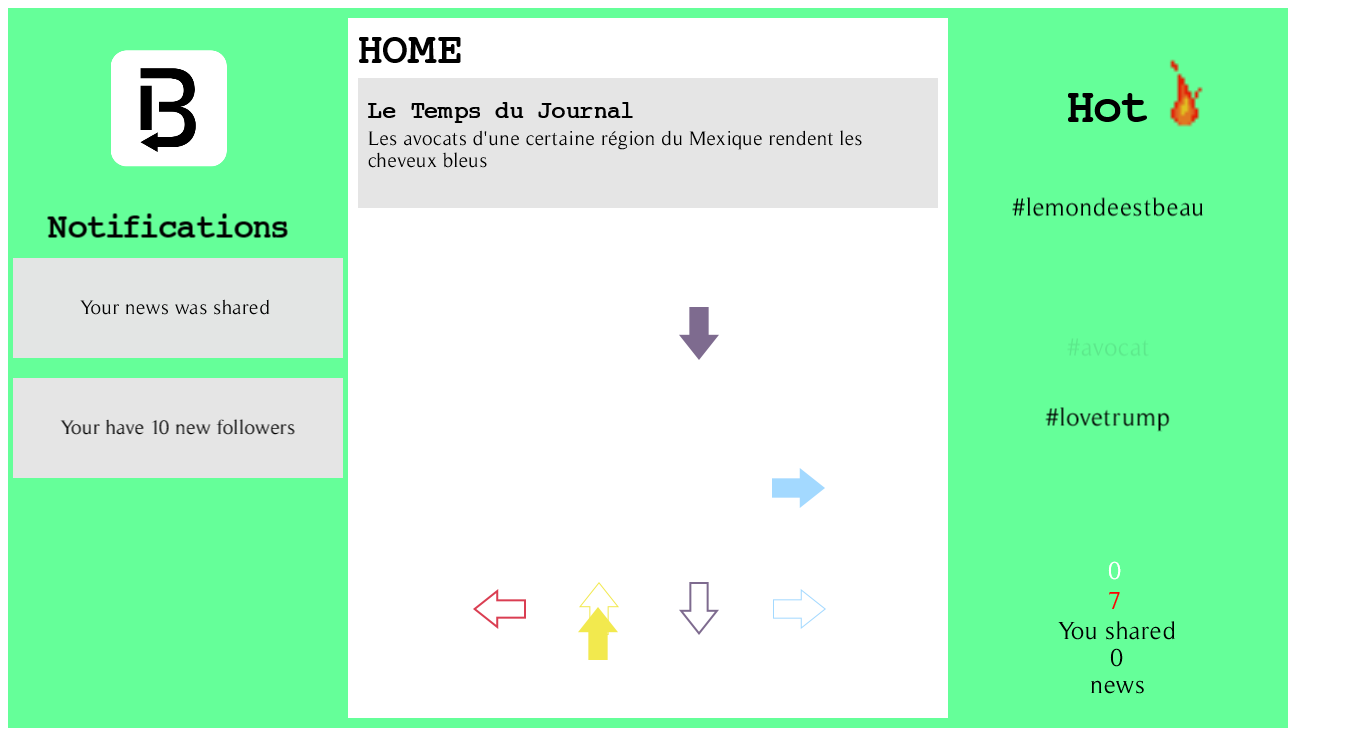 Notifications
Your news was shared
Your have 10 new followers
HOME
Le Temps du Journal
Les avocats d'une certaine région du Mexique rendent les
cheveux bleus
Hot
#lemondeestbeau
#avocat
#lovetrump
0
7
You shared
0
news